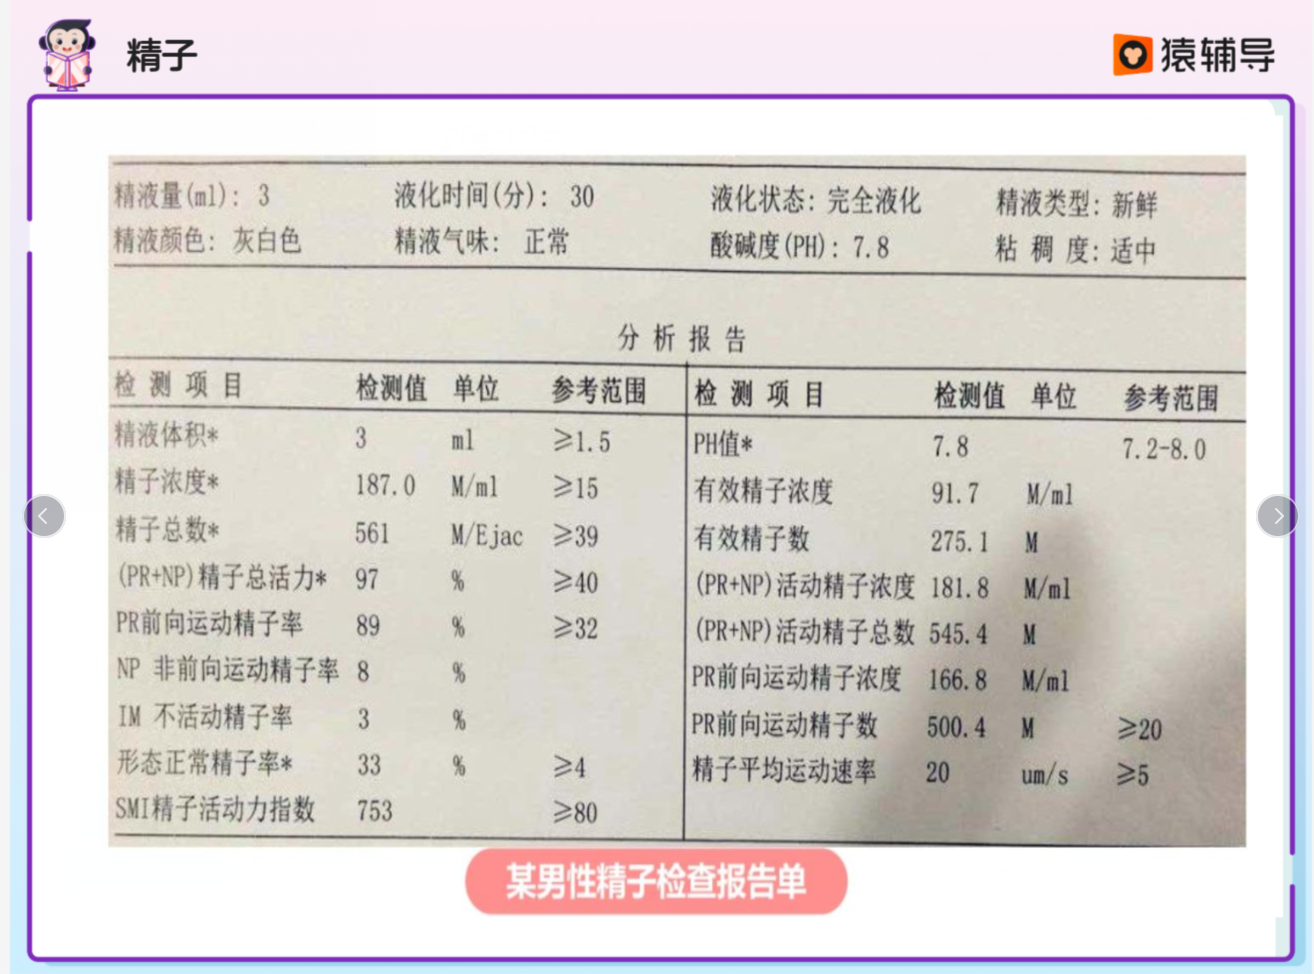 精子
猿辅导
精液量(ml): 3 液化时间(分): 30 液化状态: 完全液化 精液类型: 新鲜
精液颜色: 灰白色 精液气味: 正常 酸碱度(PH): 7.8 粘 稠 度: 适中
分 析 报 告
检 测 项 目 检测值 单位 参考范围 检 测 项 目 检测值 单位 参考范围
精液体积* 3 ml ≥1.5 PH值* 7.8 7.2-8.0
精子浓度* 187.0 M/ml ≥15 有效精子浓度 91.7 M/ml
精子总数* 561 M/Ejac ≥39 有效精子数 275.1 M
(PR+NP)精子总活力* 97 % ≥40 (PR+NP)活动精子浓度 181.8 M/ml
PR前向运动精子率 89 % ≥32 (PR+NP)活动精子总数 545.4 M
NP 非前向运动精子率 8 % PR前向运动精子浓度 166.8 M/ml
IM 不活动精子率 3 % PR前向运动精子数 500.4 M ≥20
形态正常精子率* 33 % ≥4 精子平均运动速率 20 um/s ≥5
SMI精子活动力指数 753 ≥80
某男性精子检查报告单